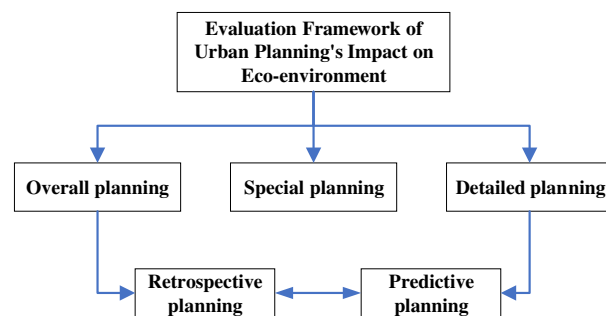 Evaluation Framework of
Urban Planning's Impact on
Eco-environment
Overall planning
Special planning
Detailed planning
Retrospective
planning
Predictive
planning